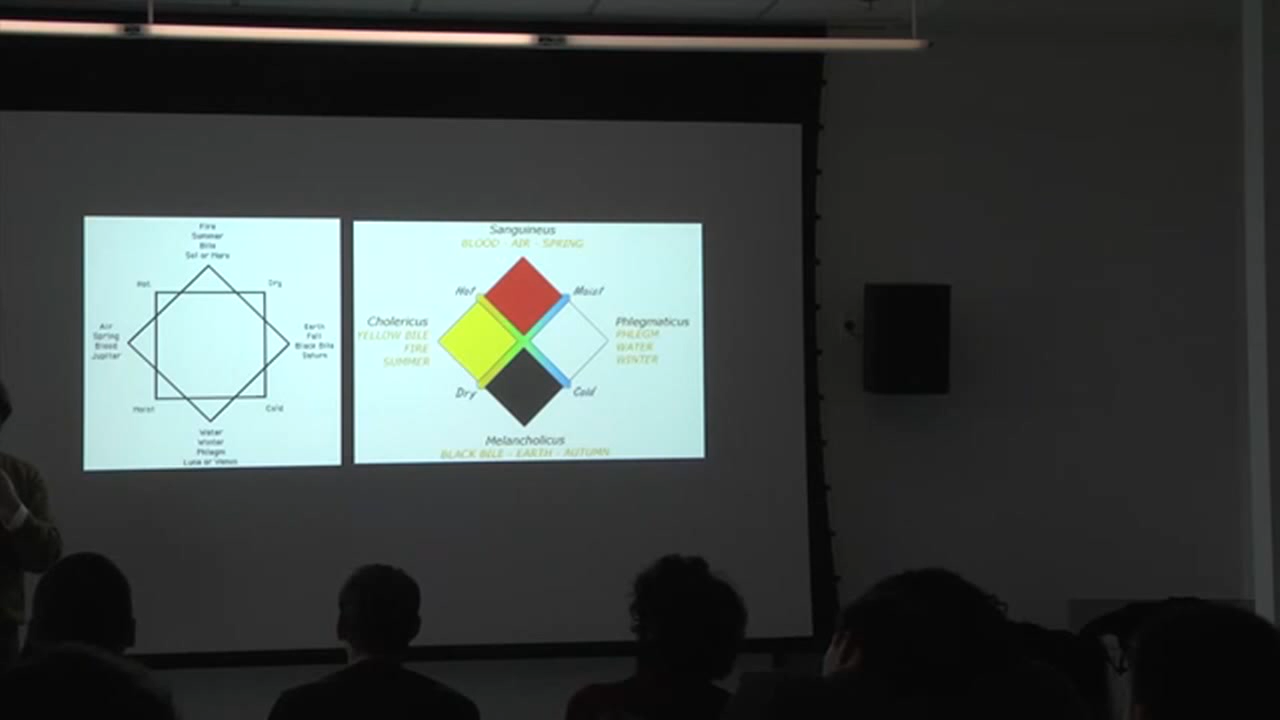 Fire
Summer
Bile
Sol or Mars
Hot
Dry
Air
Spring
Blood
Jupiter
Earth
Fall
Black Bile
Saturn
Moist
Cold
Water
Winter
Phlegm
Luna or Venus
Sanguineus
BLOOD - AIR - SPRING
Hot
Moist
Cholericus
YELLOW BILE
FIRE
SUMMER
Phlegmaticus
PHLEGM
WATER
WINTER
Dry
Cold
Melancholicus
BLACK BILE - EARTH - AUTUMN